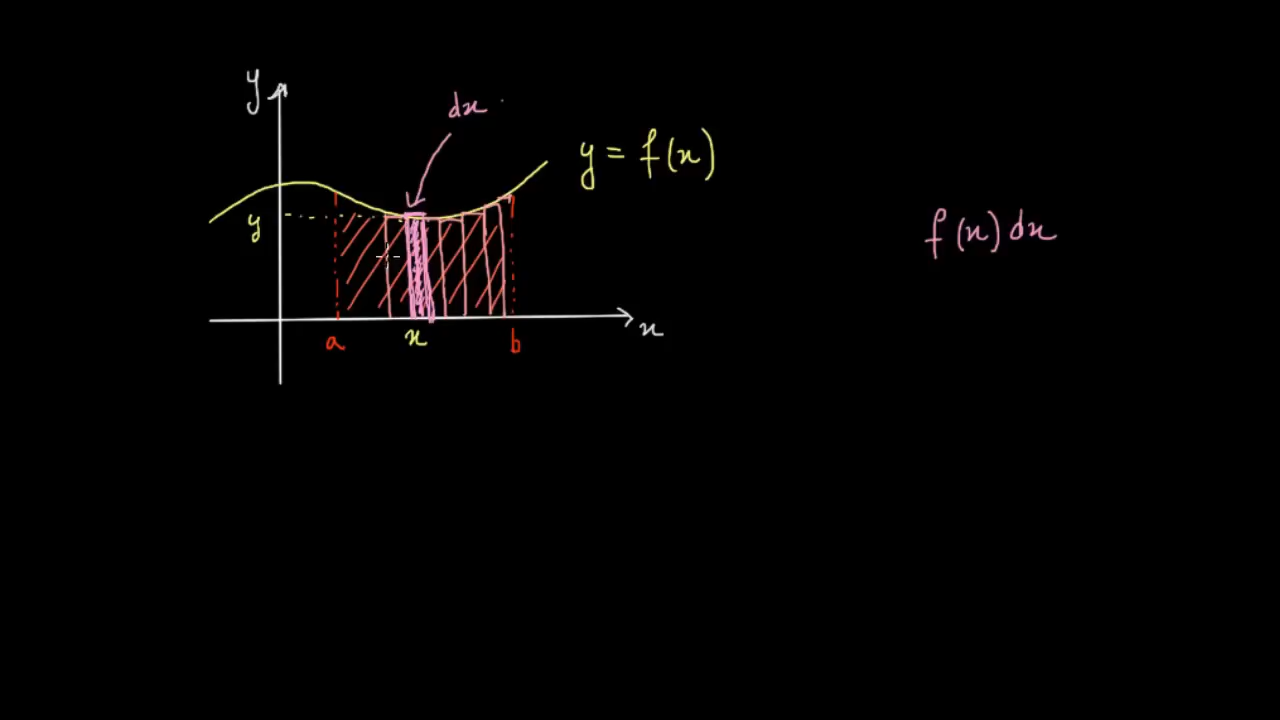 y
dx
y = f(x)
y
f(x) dx
a
x
b
x